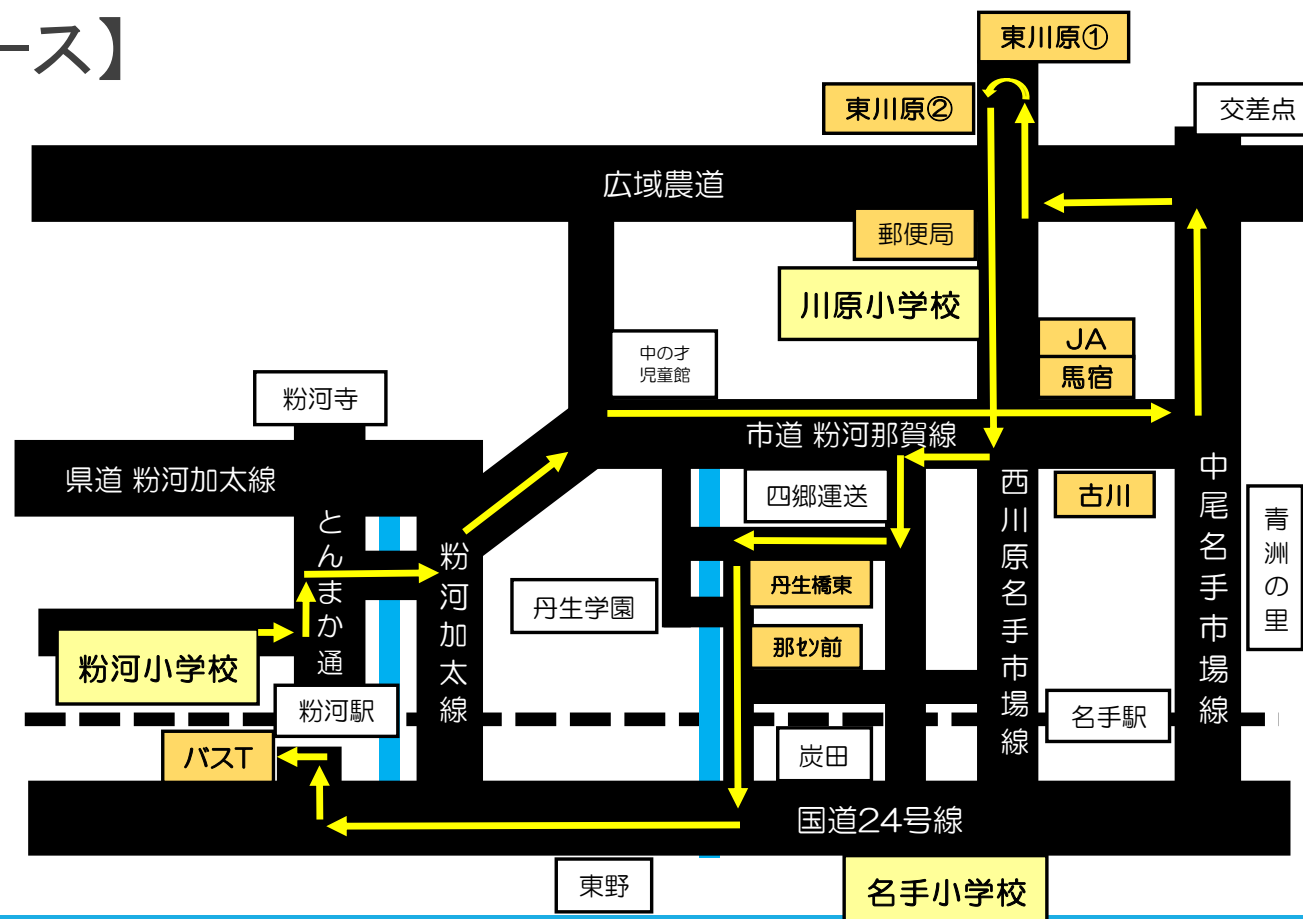 ース】
東川原①
東川原②
交差点
広域農道
郵便局
川原小学校
JA
馬宿
中の才
児童館
粉河寺
市道 粉河那賀線
県道 粉河加太線
四郷運送
古川
とんまか通
粉河加太線
西川原名手市場線
中尾名手市場線
青洲の里
丹生学園
丹生橋東
那セン前
粉河小学校
粉河駅
名手駅
バスT
炭田
国道24号線
東野
名手小学校